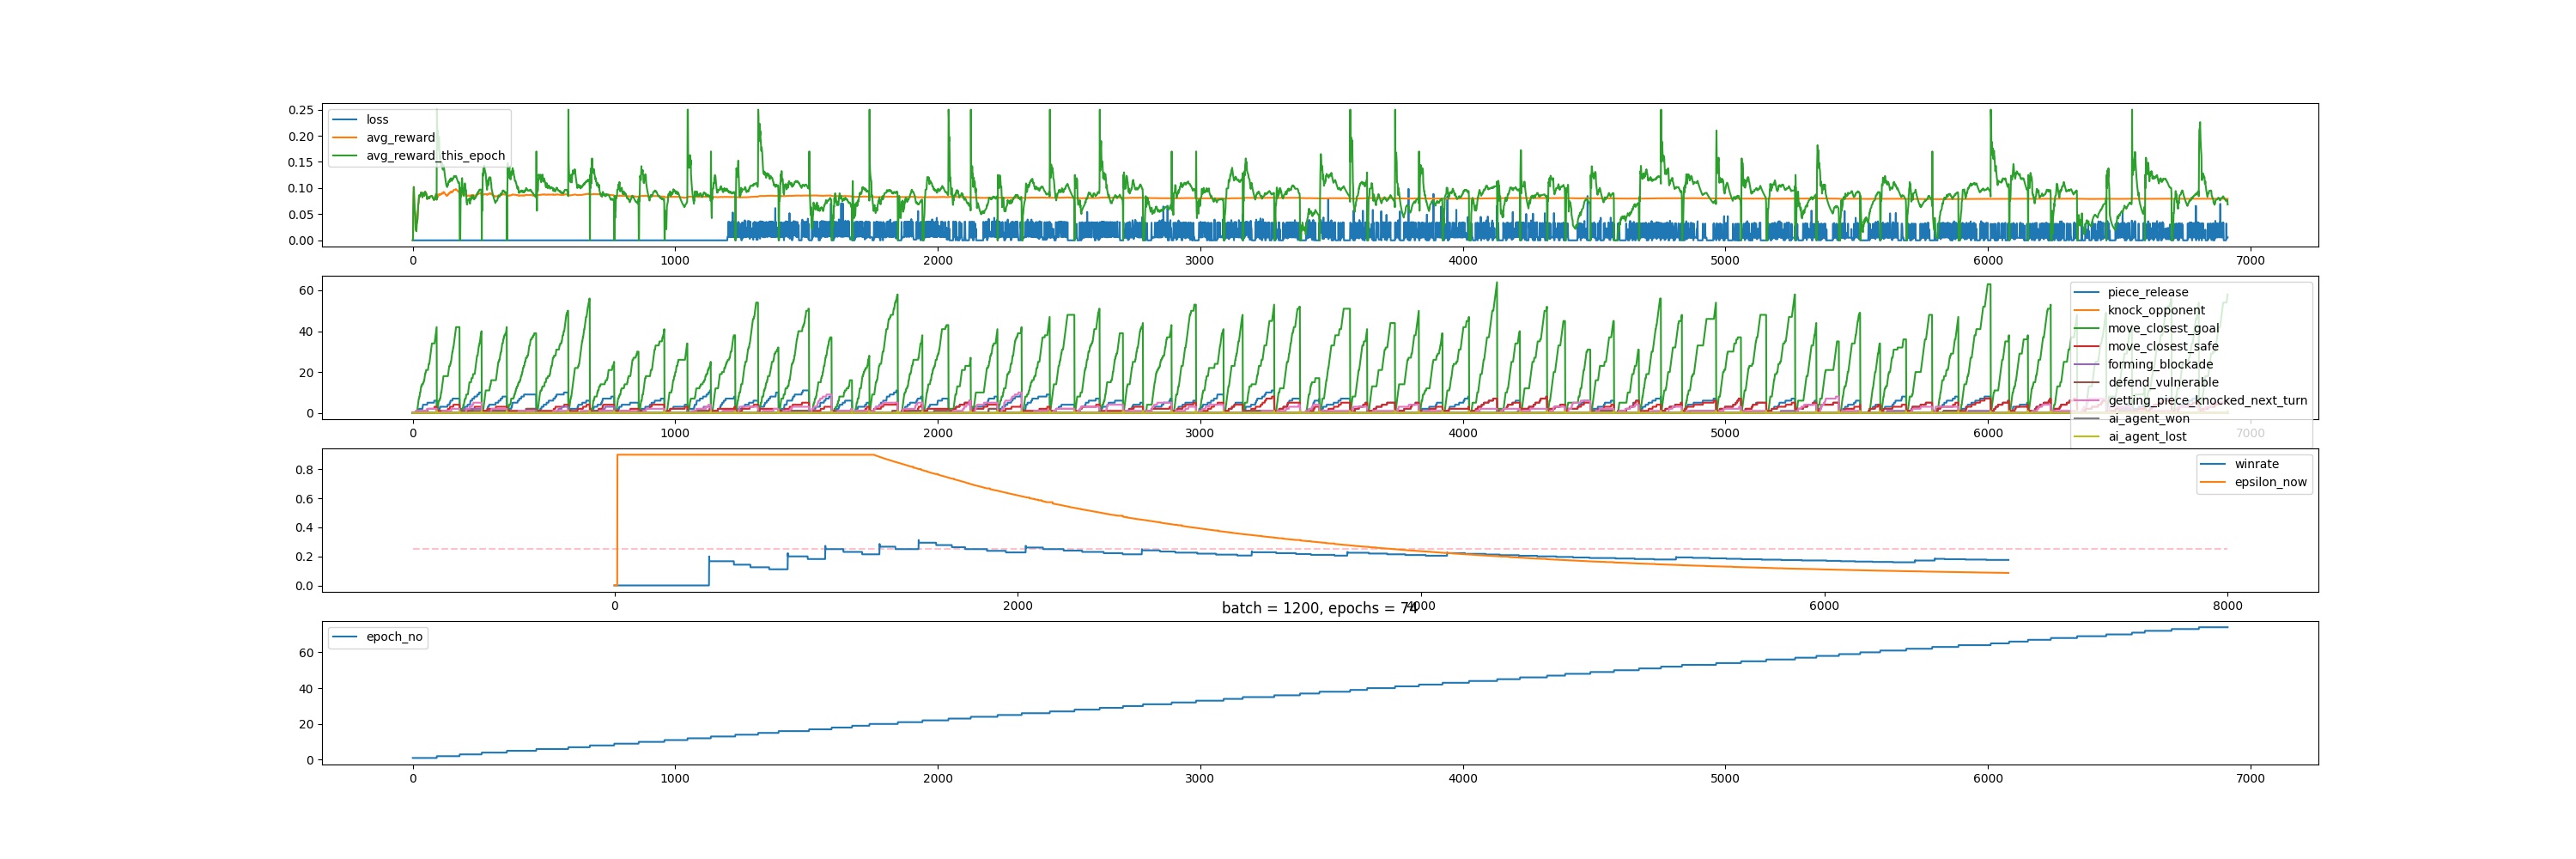 0.25
0.20
0.15
0.10
0.05
0.00
loss
avg_reward
avg_reward_this_epoch
0 1000 2000 3000 4000 5000 6000 7000
60
40
20
0
piece_release
knock_opponent
move_closest_goal
move_closest_safe
forming_blockade
defend_vulnerable
getting_piece_knocked_next_turn
ai_agent_won
ai_agent_lost
0 1000 2000 3000 4000 5000 6000 7000
0.8
0.6
0.4
0.2
0.0
winrate
epsilon_now
0 2000 4000 6000 8000
batch = 1200, epochs = 74
60
40
20
0
epoch_no
0 1000 2000 3000 4000 5000 6000 7000